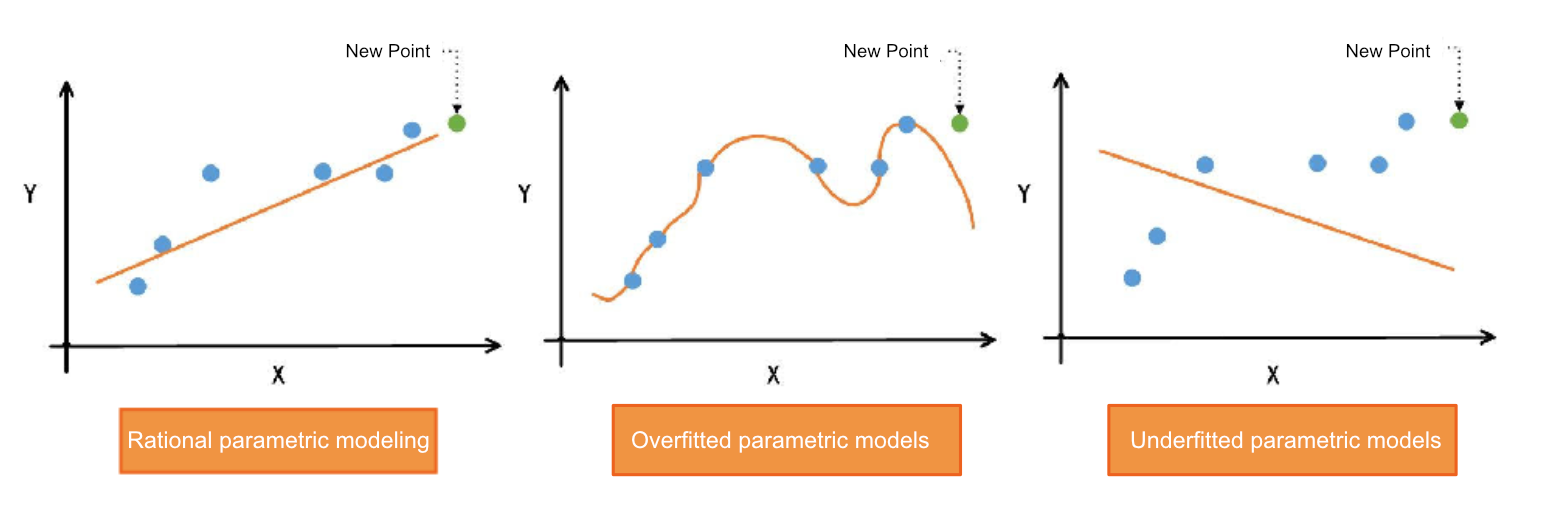 New Point
New Point
New Point
Y
Y
Y
X
X
X
Rational parametric modeling
Overfitted parametric models
Underfitted parametric models